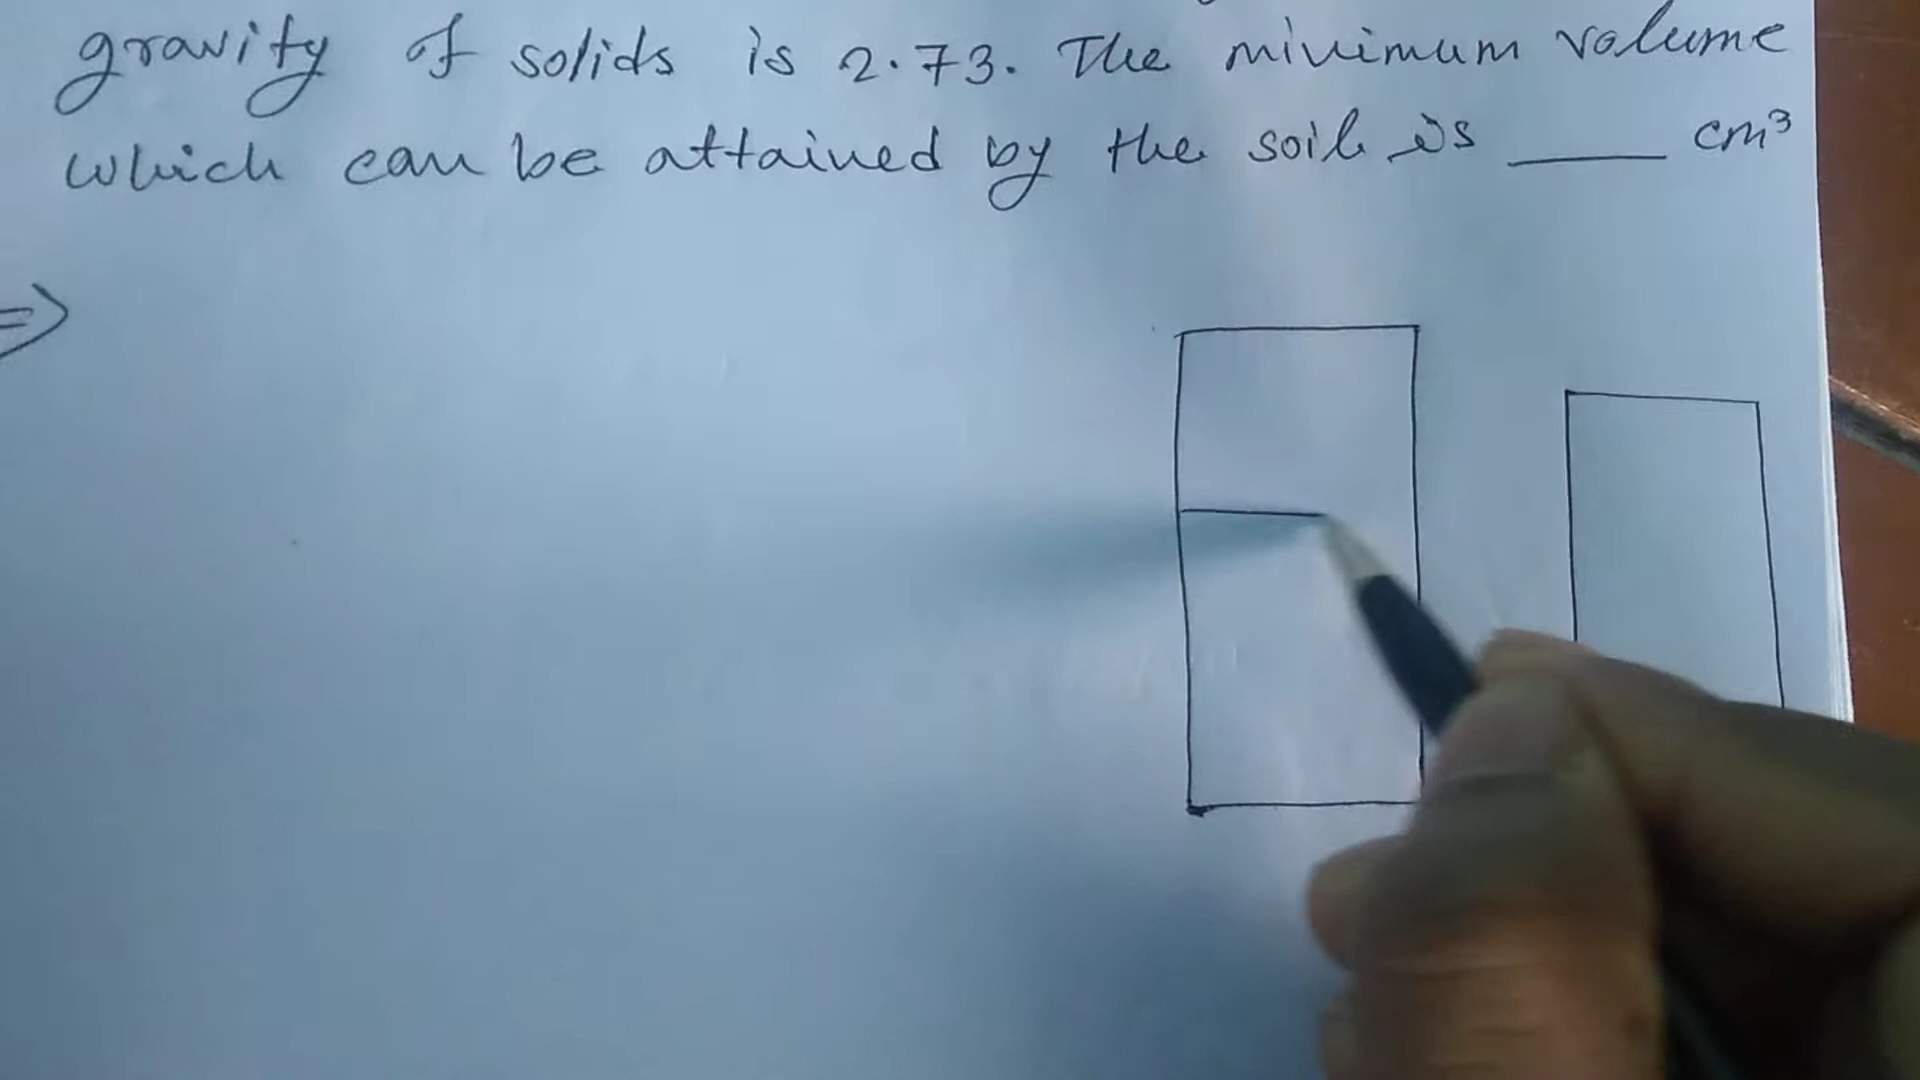 gravity of solids is 2.73. The minimum volume
which can be attained by the soil is ____ cm³
⇒